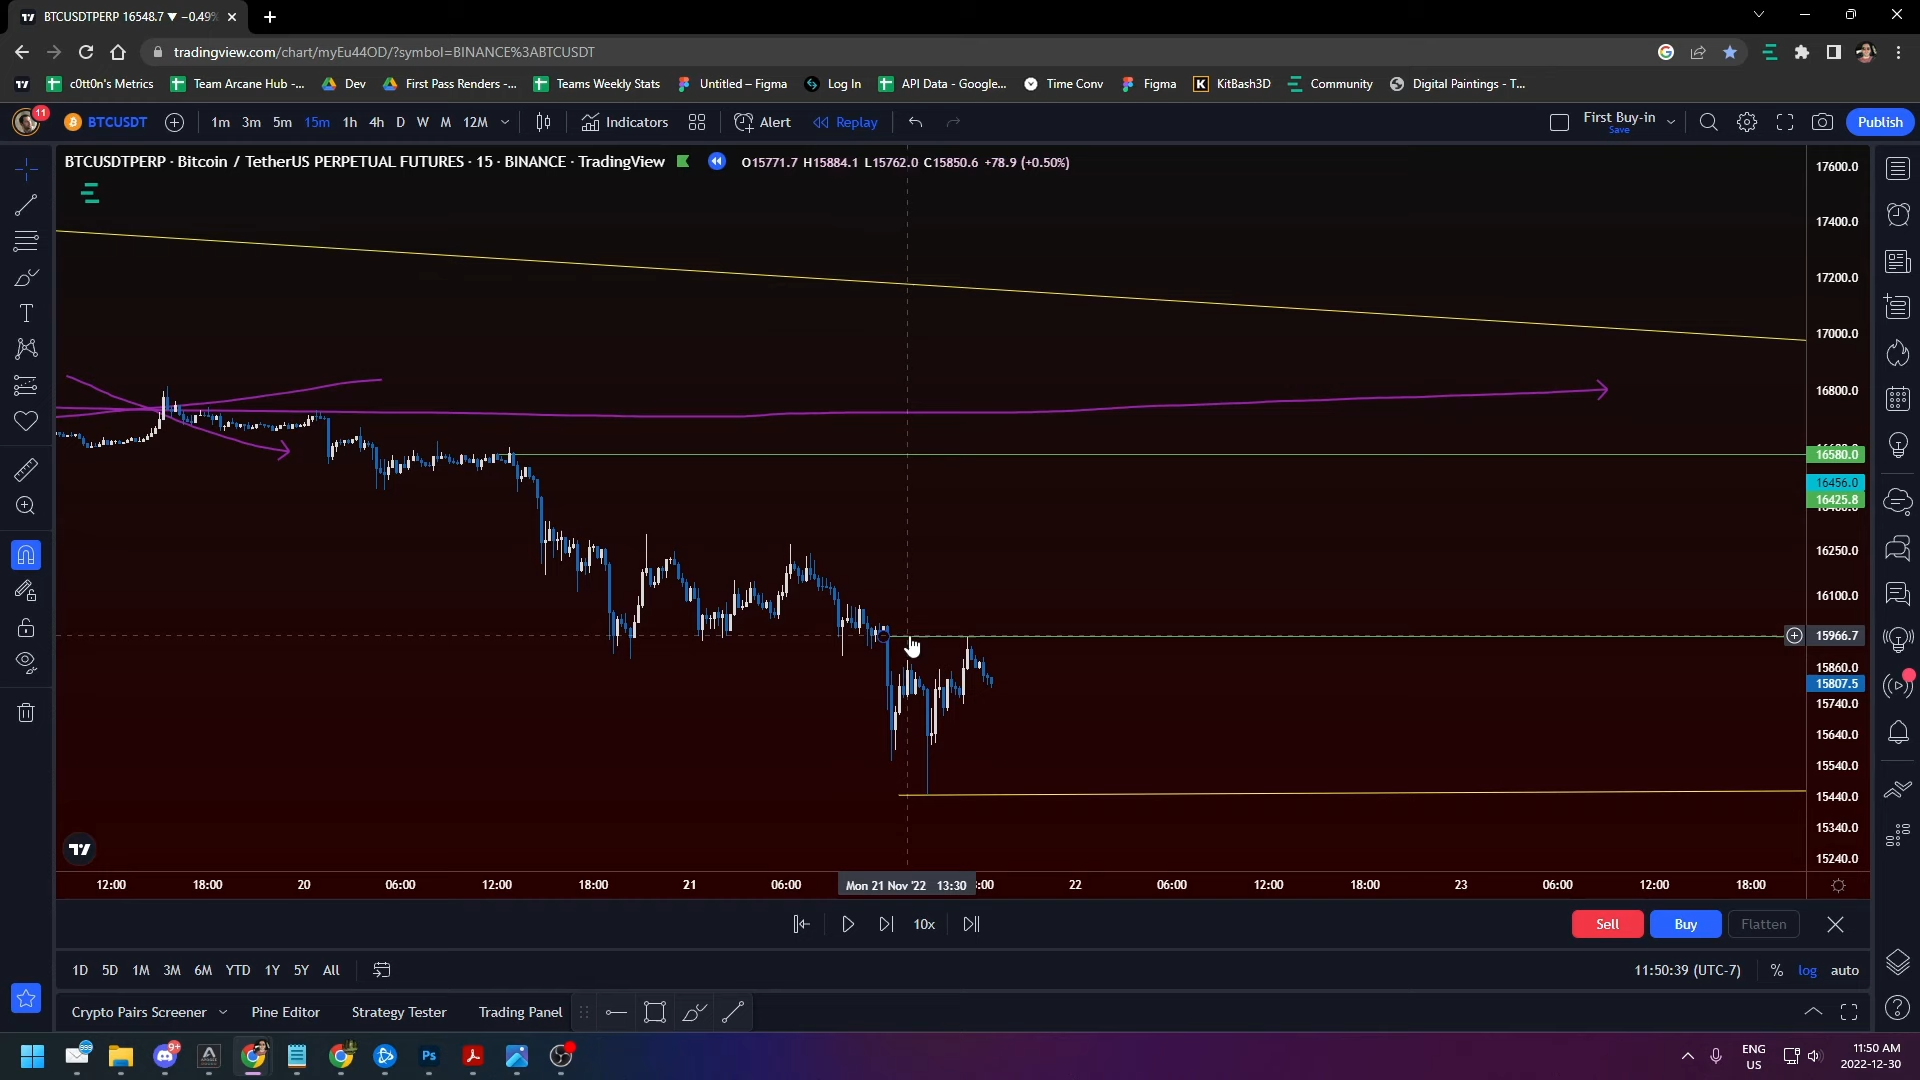 BTCUSDTPERP 16548.7 ▼ −0.49%
tradingview.com/chart/myEu44OD/?symbol=BINANCE%3ABTCUSDT
c0tt0n's Metrics Team Arcane Hub -... Dev First Pass Renders -... Teams Weekly Stats Untitled – Figma Log In API Data - Google... Time Conv Figma KitBash3D Community Digital Paintings - T...
11 BTCUSDT 1m 3m 5m 15m 1h 4h D W M 12M Indicators Alert Replay First Buy-in Publish
Save
BTCUSDTPERP · Bitcoin / TetherUS PERPETUAL FUTURES · 15 · BINANCE · TradingView O15771.7 H15884.1 L15762.0 C15850.6 +78.9 (+0.50%)
17600.0
17400.0
17200.0
17000.0
16800.0
16580.0
16456.0
16425.8
16250.0
16100.0
15966.7
15860.0
15807.5
15740.0
15640.0
15540.0
15440.0
15340.0
15240.0
12:00 18:00 20 06:00 12:00 18:00 21 06:00 Mon 21 Nov '22 13:30 :00 22 06:00 12:00 18:00 23 06:00 12:00 18:00
10x Sell Buy Flatten
1D 5D 1M 3M 6M YTD 1Y 5Y All 11:50:39 (UTC-7) % log auto
Crypto Pairs Screener Pine Editor Strategy Tester Trading Panel
ENG
US
11:50 AM
2022-12-30